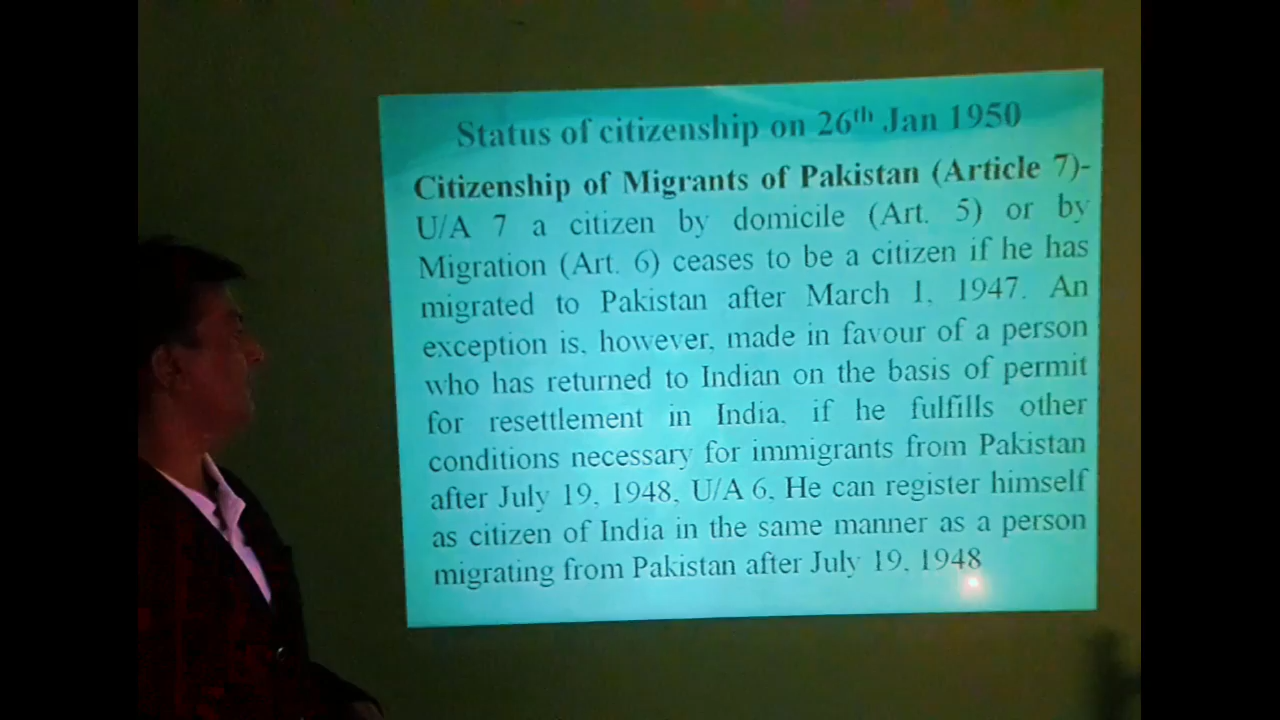 Status of citizenship on 26th Jan 1950
Citizenship of Migrants of Pakistan (Article 7)-
U/A 7 a citizen by domicile (Art. 5) or by
Migration (Art. 6) ceases to be a citizen if he has
migrated to Pakistan after March 1, 1947. An
exception is, however, made in favour of a person
who has returned to Indian on the basis of permit
for resettlement in India, if he fulfills other
conditions necessary for immigrants from Pakistan
after July 19, 1948, U/A 6. He can register himself
as citizen of India in the same manner as a person
migrating from Pakistan after July 19, 1948